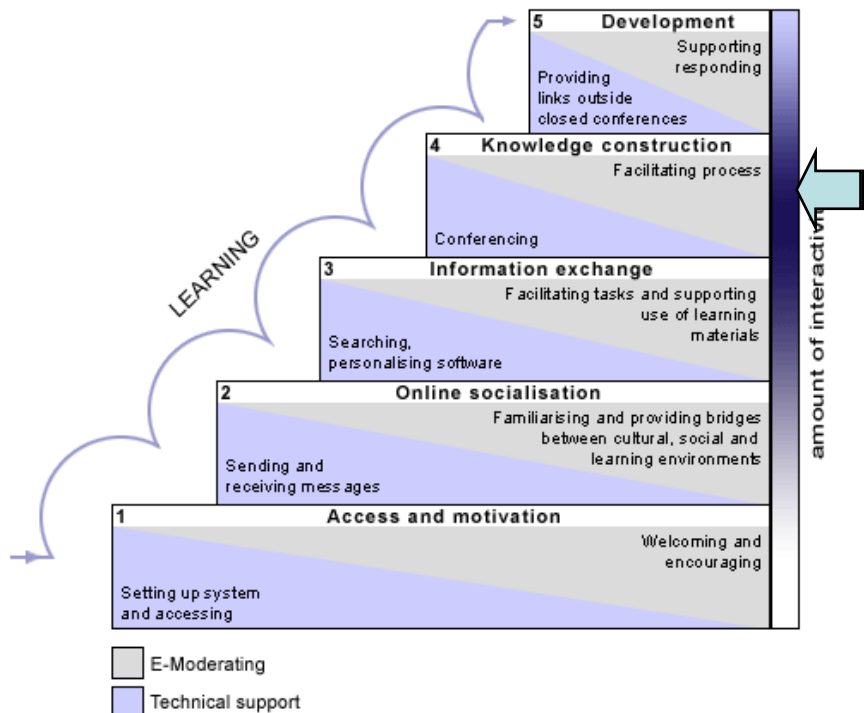 5 Development
Supporting
responding
Providing
links outside
closed conferences
4 Knowledge construction
Facilitating process
Conferencing
3 Information exchange
Facilitating tasks and supporting
use of learning
materials
Searching,
personalising software
2 Online socialisation
Familiarising and providing bridges
between cultural, social and
learning environments
Sending and
receiving messages
1 Access and motivation
Welcoming and
encouraging
Setting up system
and accessing
LEARNING
amount of
E-Moderating
Technical support